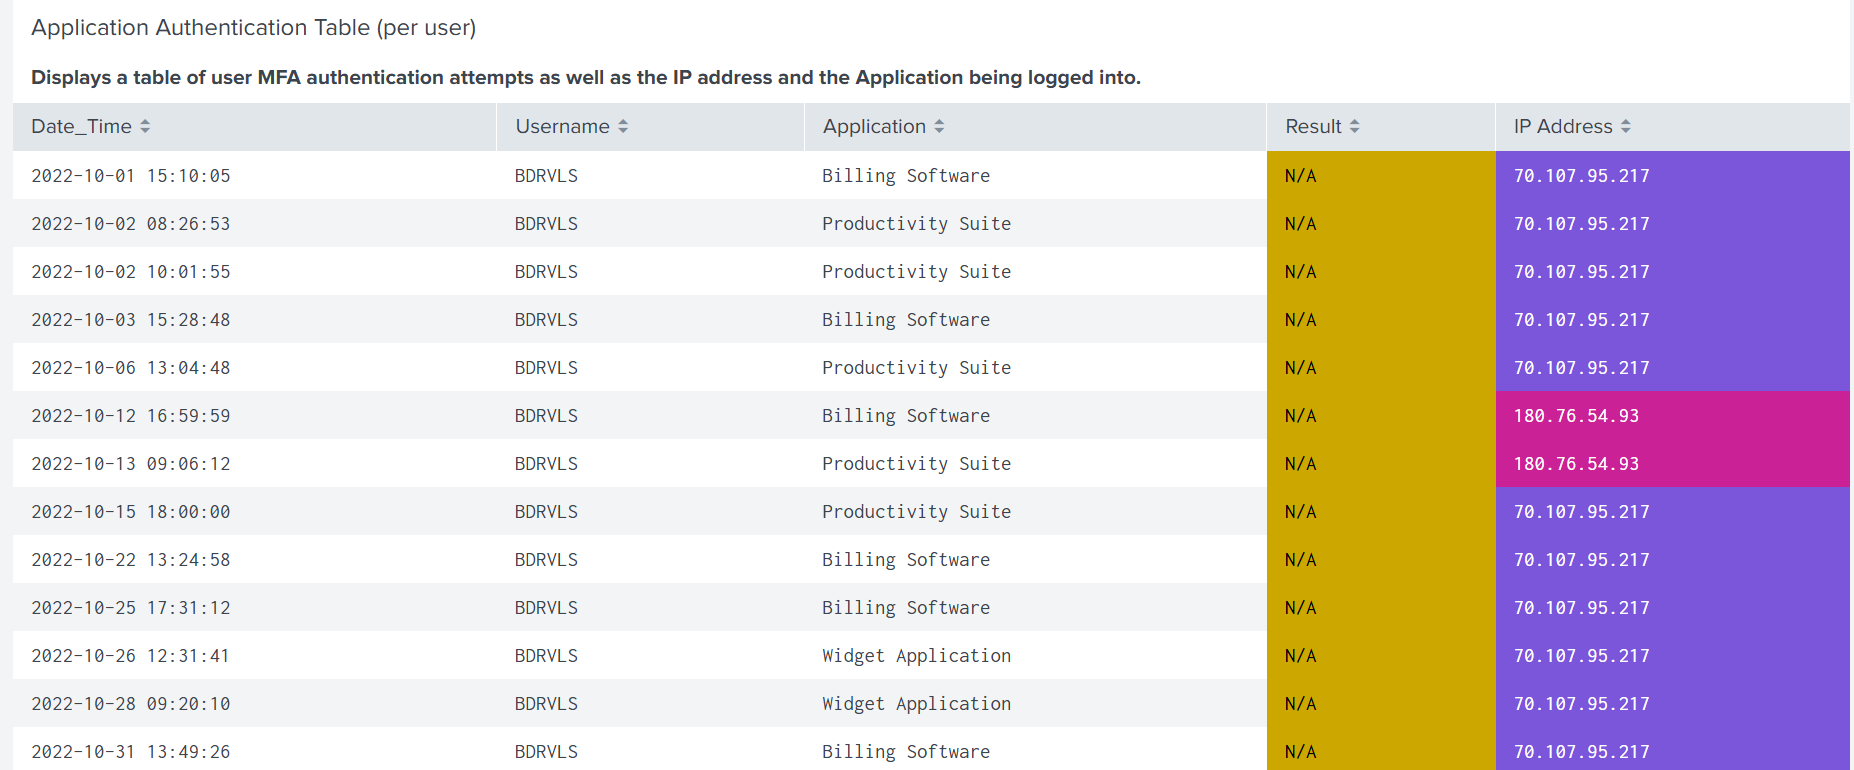 Application Authentication Table (per user)
Displays a table of user MFA authentication attempts as well as the IP address and the Application being logged into.
Date_Time Username Application Result IP Address
2022-10-01 15:10:05 BDRVLS Billing Software N/A 70.107.95.217
2022-10-02 08:26:53 BDRVLS Productivity Suite N/A 70.107.95.217
2022-10-02 10:01:55 BDRVLS Productivity Suite N/A 70.107.95.217
2022-10-03 15:28:48 BDRVLS Billing Software N/A 70.107.95.217
2022-10-06 13:04:48 BDRVLS Productivity Suite N/A 70.107.95.217
2022-10-12 16:59:59 BDRVLS Billing Software N/A 180.76.54.93
2022-10-13 09:06:12 BDRVLS Productivity Suite N/A 180.76.54.93
2022-10-15 18:00:00 BDRVLS Productivity Suite N/A 70.107.95.217
2022-10-22 13:24:58 BDRVLS Billing Software N/A 70.107.95.217
2022-10-25 17:31:12 BDRVLS Billing Software N/A 70.107.95.217
2022-10-26 12:31:41 BDRVLS Widget Application N/A 70.107.95.217
2022-10-28 09:20:10 BDRVLS Widget Application N/A 70.107.95.217
2022-10-31 13:49:26 BDRVLS Billing Software N/A 70.107.95.217